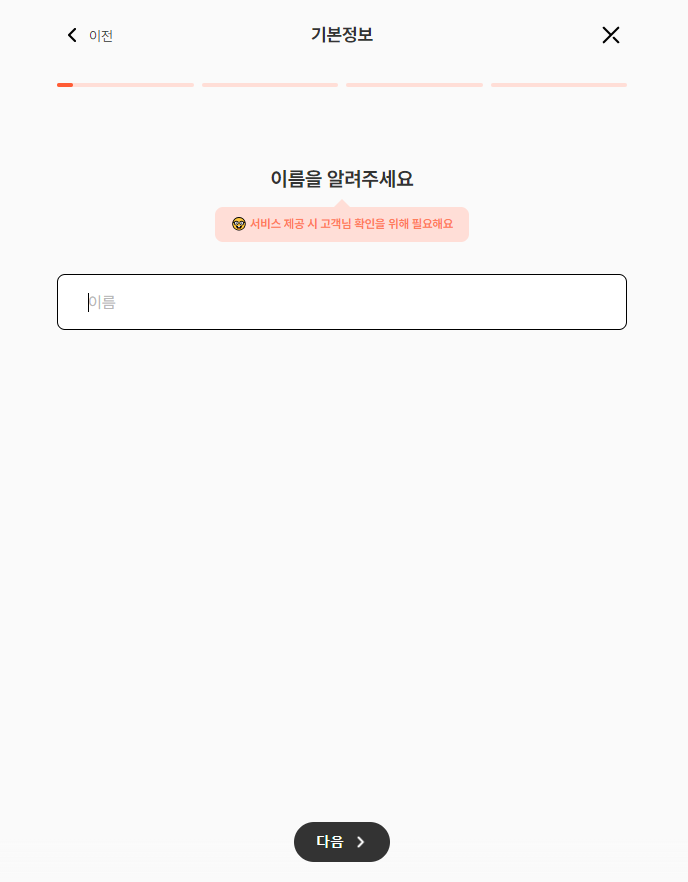 이전
기본정보
이름을 알려주세요
🤓 서비스 제공 시 고객님 확인을 위해 필요해요
이름
다음